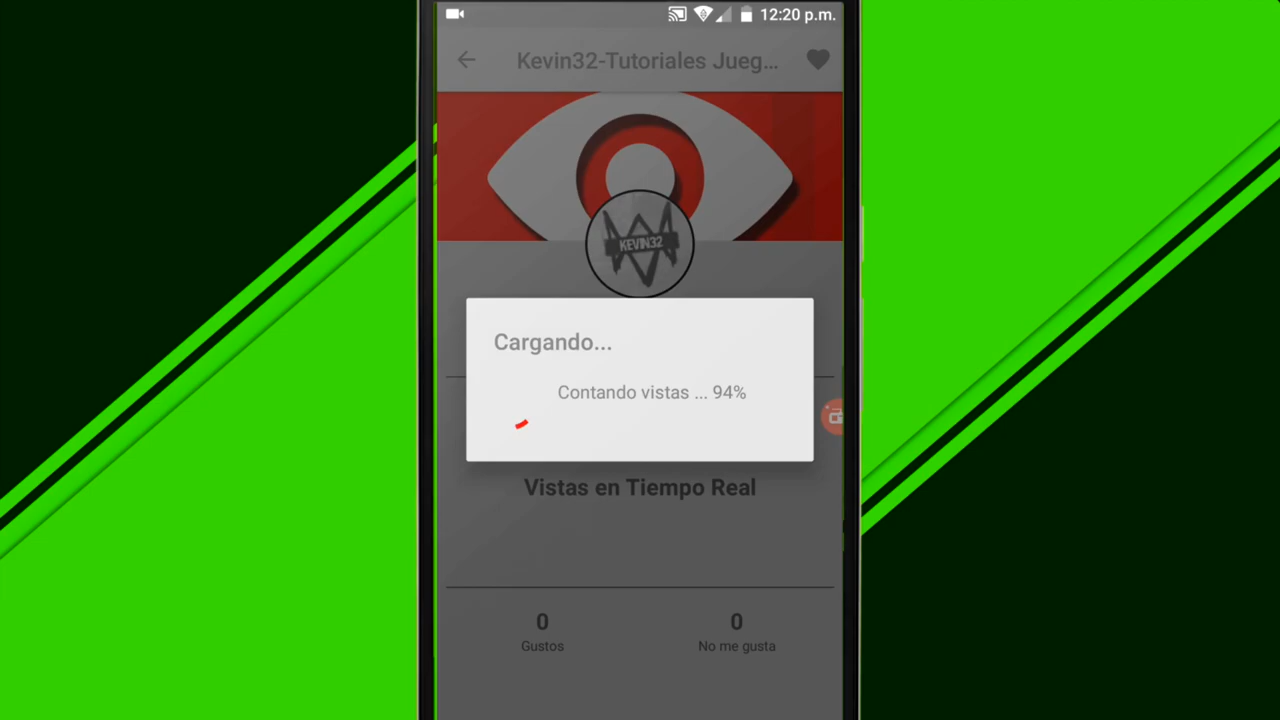 12:20 p.m.
Kevin32-Tutoriales Jueg...
KEVIN32
Cargando...
Contando vistas ... 94%
Vistas en Tiempo Real
0
0
Gustos
No me gusta